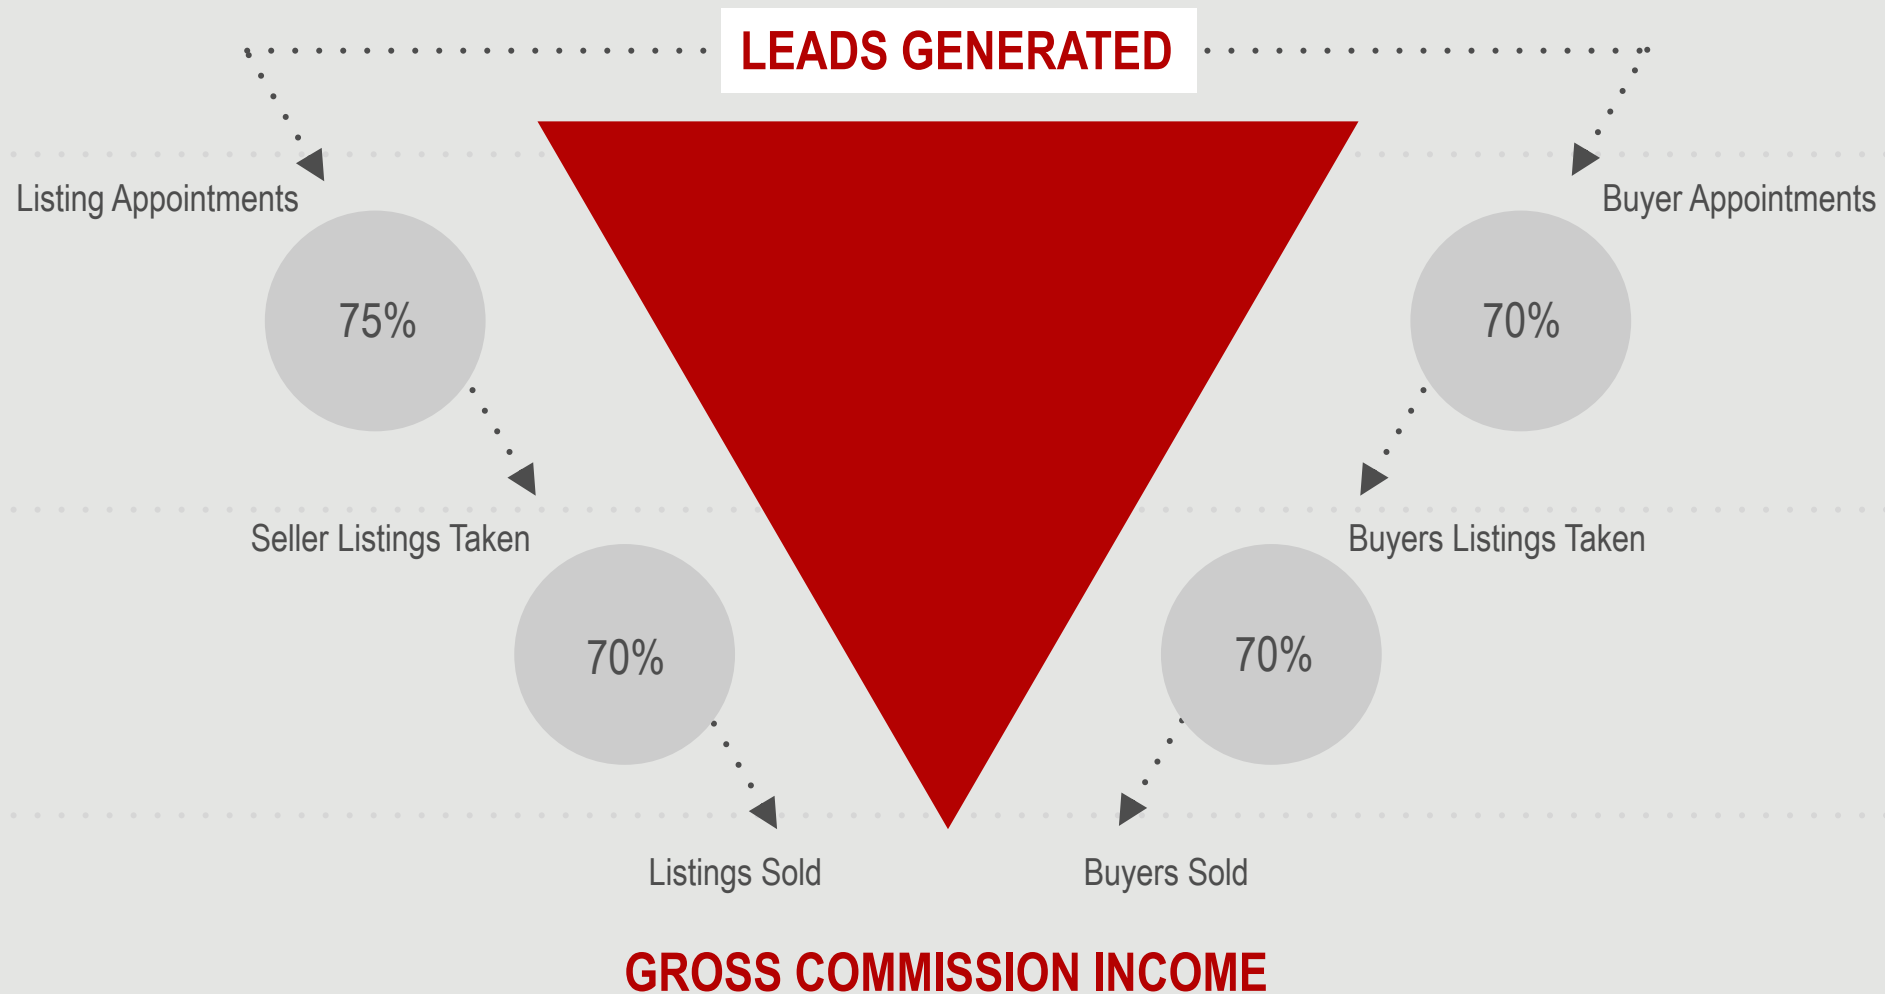 LEADS GENERATED
Listing Appointments
Buyer Appointments
75%
70%
Seller Listings Taken
Buyers Listings Taken
70%
70%
Listings Sold
Buyers Sold
GROSS COMMISSION INCOME